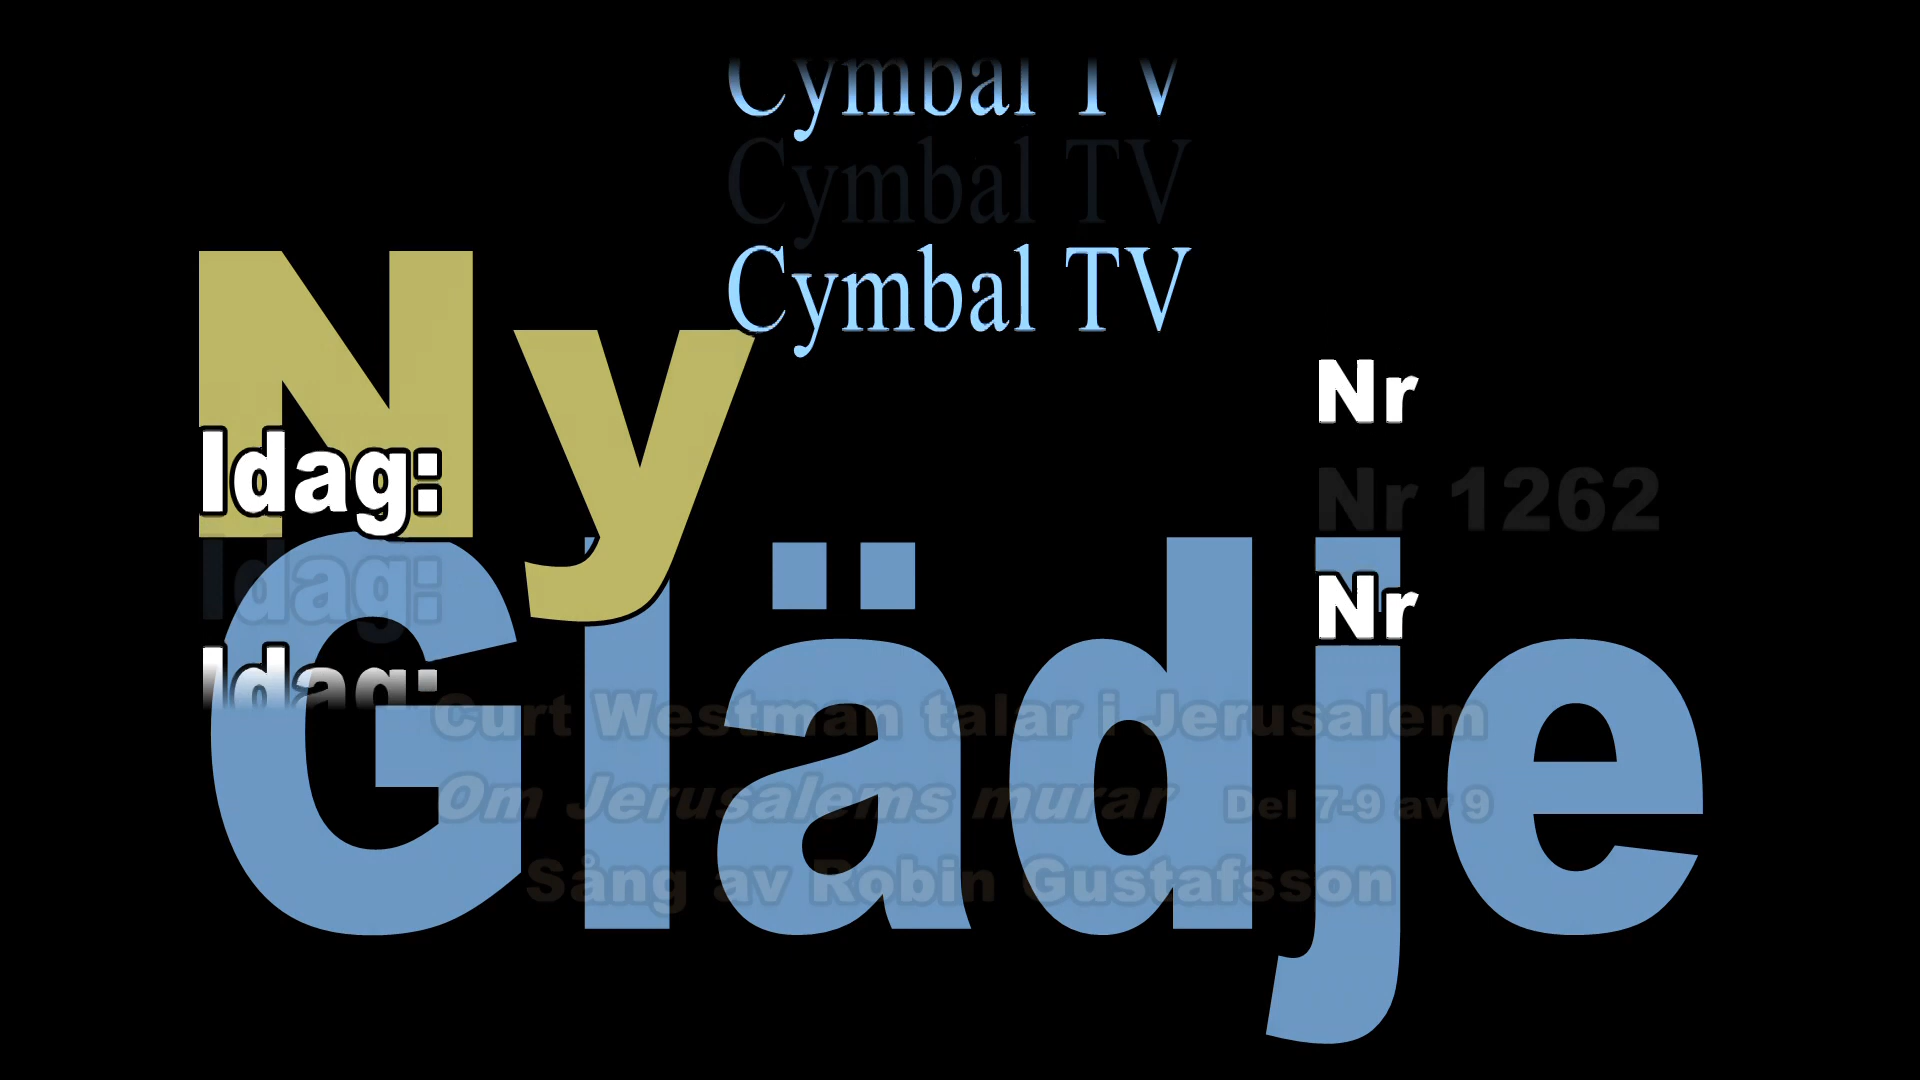 Cymbal TV
Cymbal TV
Cymbal TV
Ny
Nr
Idag:
Nr 1262
Glädje
Idag:
Nr
Idag:
Curt Westman talar i Jerusalem
Om Jerusalems murar Del 7-9 av 9
Sång av Robin Gustafsson